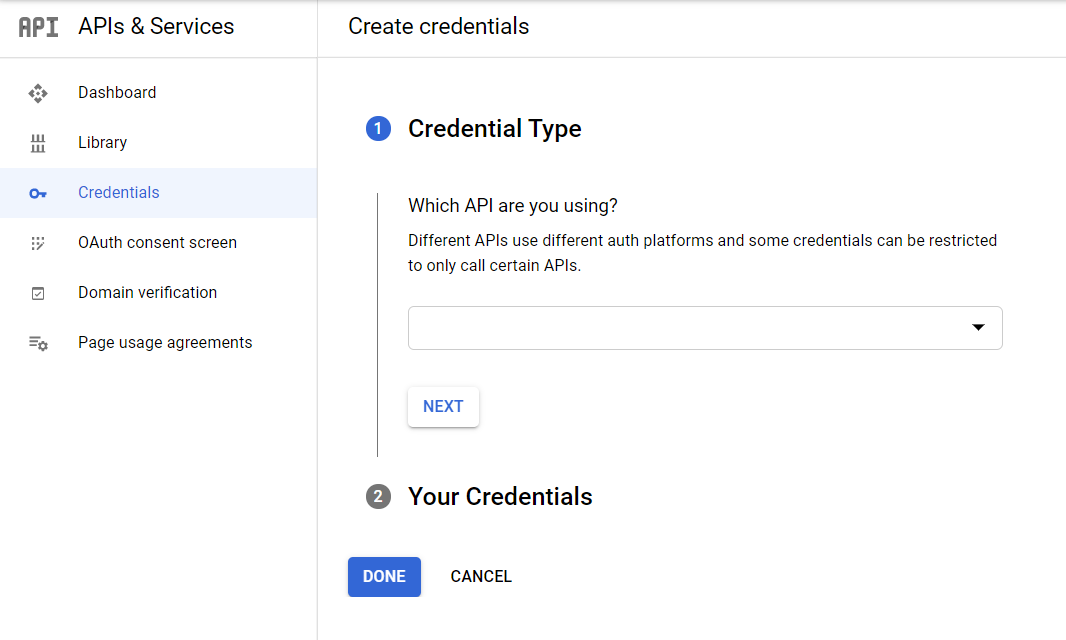 API APIs & Services
Create credentials
Dashboard
Library
Credentials
OAuth consent screen
Domain verification
Page usage agreements
1 Credential Type
Which API are you using?
Different APIs use different auth platforms and some credentials can be restricted
to only call certain APIs.
NEXT
2 Your Credentials
DONE CANCEL